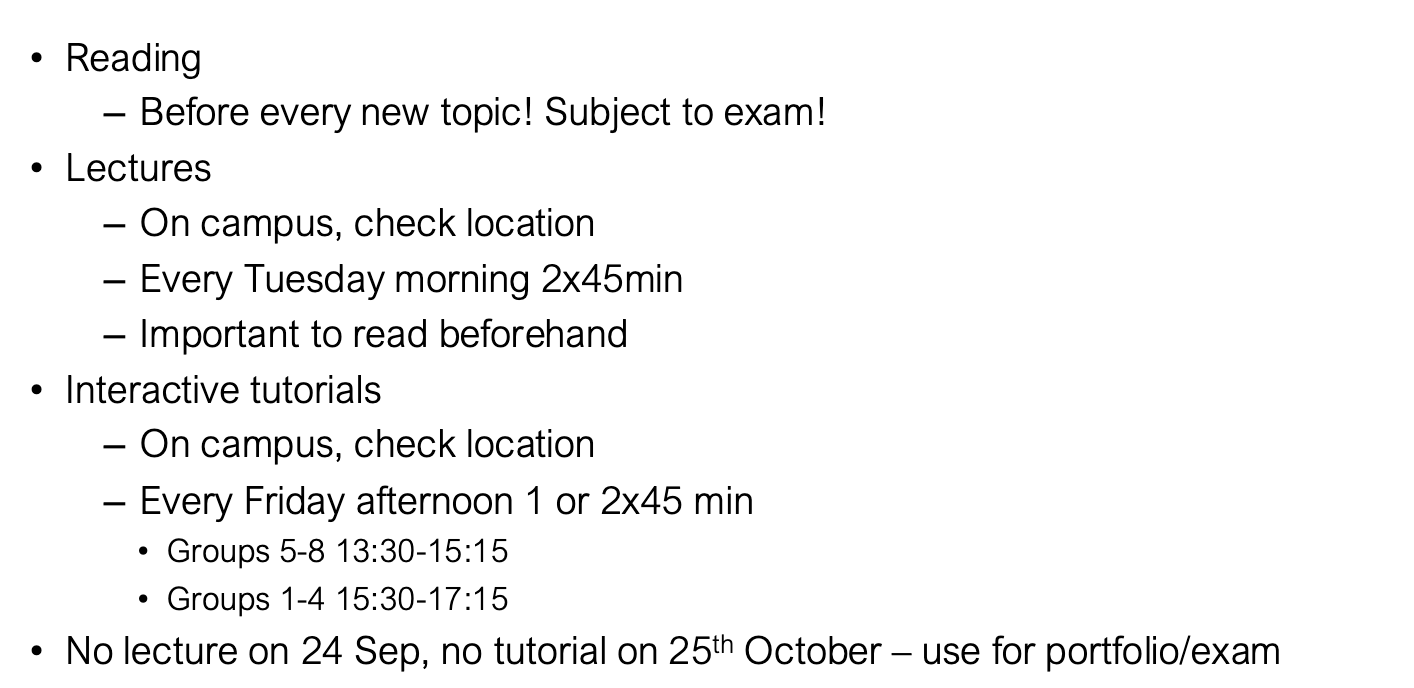 • Reading
– Before every new topic! Subject to exam!
• Lectures
– On campus, check location
– Every Tuesday morning 2x45min
– Important to read beforehand
• Interactive tutorials
– On campus, check location
– Every Friday afternoon 1 or 2x45 min
• Groups 5-8 13:30-15:15
• Groups 1-4 15:30-17:15
• No lecture on 24 Sep, no tutorial on 25th October – use for portfolio/exam